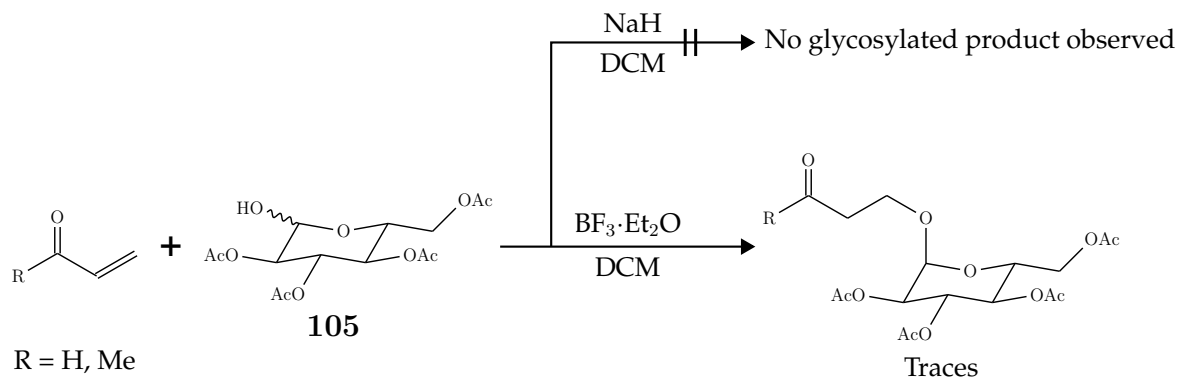 NaH
DCM
No glycosylated product observed
O
R
+
HO
O
OAc
AcO
OAc
AcO
105
R = H, Me
BF₃·Et₂O
DCM
O
R
O
O
OAc
AcO
OAc
AcO
Traces